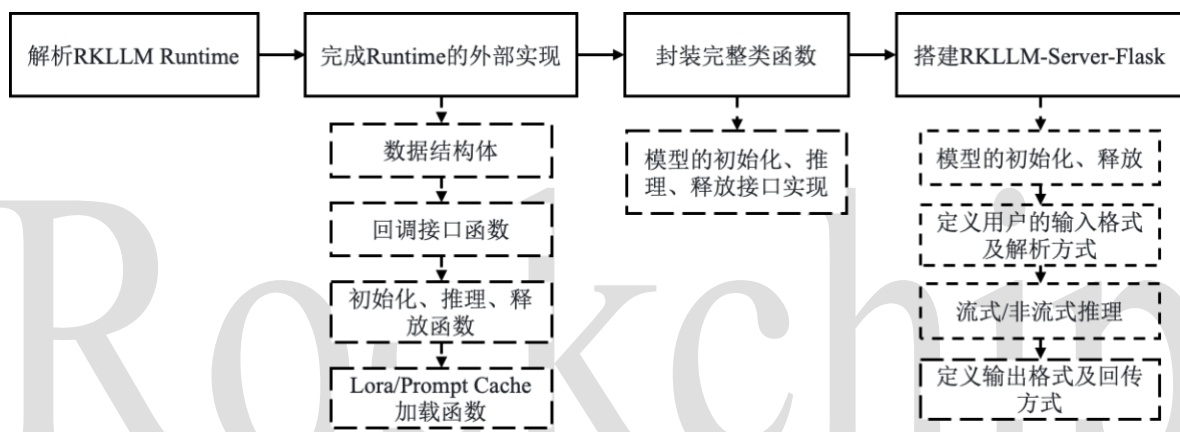 解析RKLLM Runtime
完成Runtime的外部实现
封装完整类函数
搭建RKLLM-Server-Flask
数据结构体
回调接口函数
初始化、推理、释
放函数
Lora/Prompt Cache
加载函数
模型的初始化、推
理、释放接口实现
模型的初始化、释放
定义用户的输入格式
及解析方式
流式/非流式推理
定义输出格式及回传
方式
Rockchip